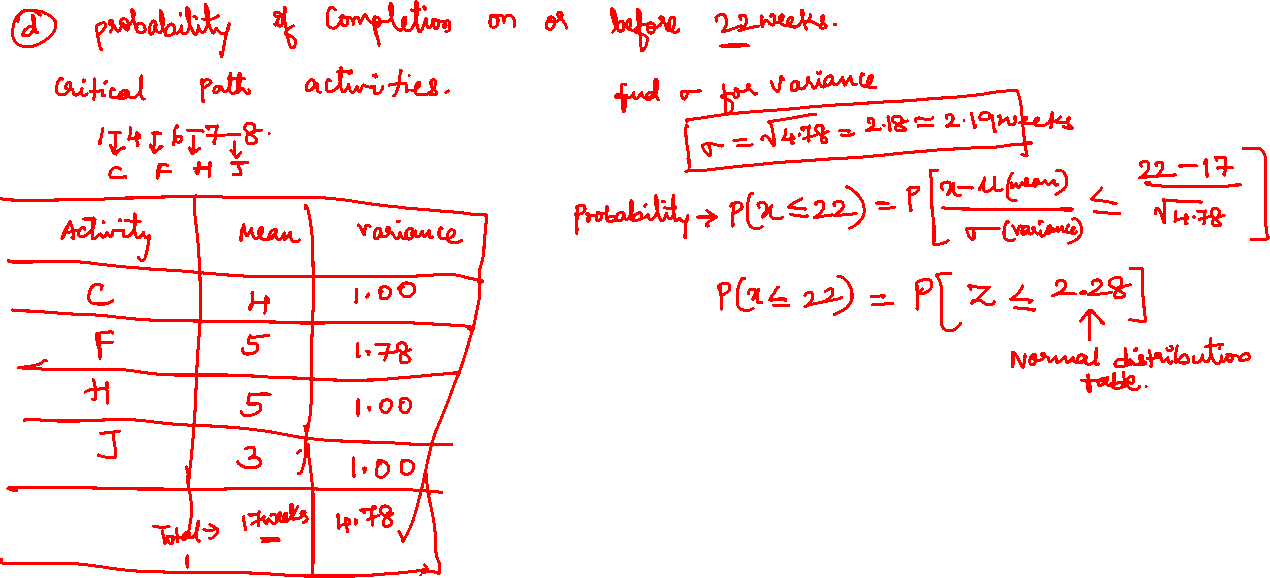 (d) probability of Completion on or before 22 weeks.
Critical Path activities.
1-4-6-7-8.
C F H J
Activity Mean Variance
C 4 1.00
F 5 1.78
H 5 1.00
J 3 1.00
Total → 17weeks 4.78
find σ for Variance
σ = √4.78 = 2.18 ≃ 2.19 weeks
Probability → P(x ≤ 22) = P[x-μ(mean)/σ-(variance) ≤ 22-17/√4.78]
P(x ≤ 22) = P[Z ≤ 2.28]
Normal distribution
table.